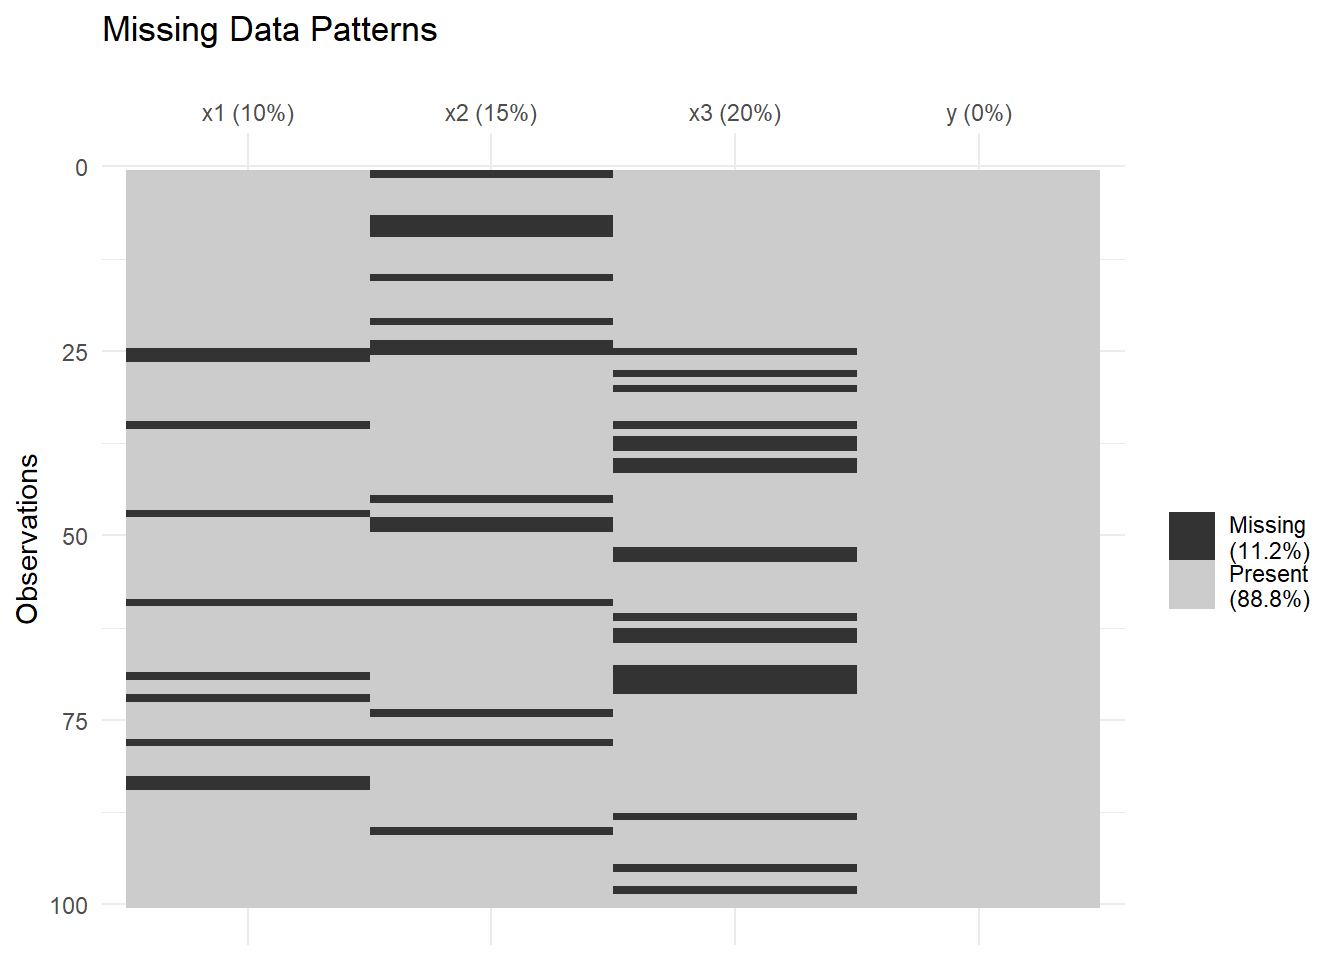 Missing Data Patterns
x1 (10%)
x2 (15%)
x3 (20%)
y (0%)
0
25
50
75
100
Observations
Missing
(11.2%)
Present
(88.8%)